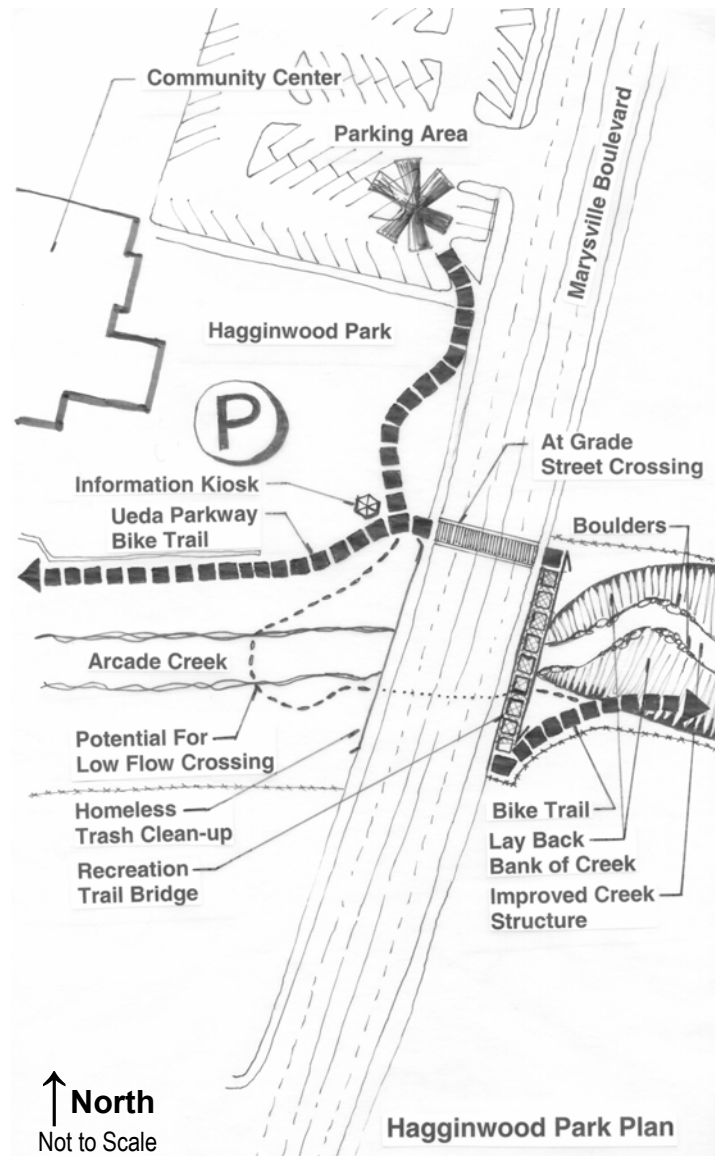 Community Center
Parking Area
Marysville Boulevard
Hagginwood Park
P
At Grade
Street Crossing
Information Kiosk
Boulders
Ueda Parkway
Bike Trail
Arcade Creek
Potential For
Low Flow Crossing
Homeless
Trash Clean-up
Bike Trail
Lay Back
Bank of Creek
Recreation
Trail Bridge
Improved Creek
Structure
North
Not to Scale
Hagginwood Park Plan